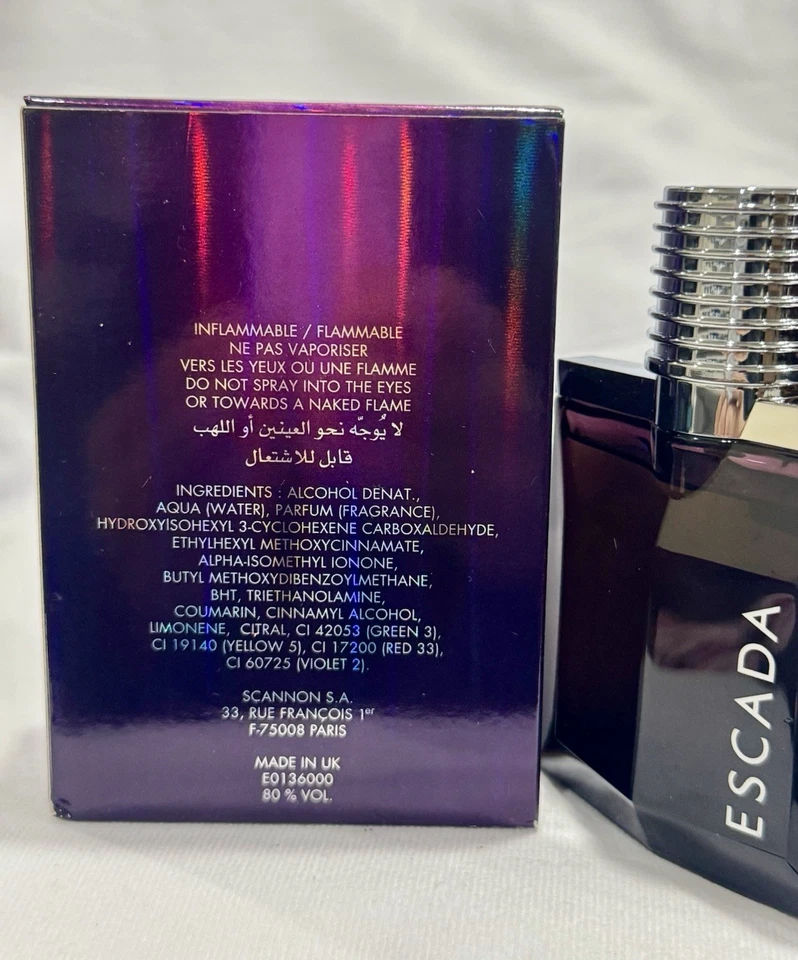 INFLAMMABLE / FLAMMABLE
NE PAS VAPORISER
VERS LES YEUX OU UNE FLAMME
DO NOT SPRAY INTO THE EYES
OR TOWARDS A NAKED FLAME
لا يُوجّه نحو العينين أو اللهب
قابل للاشتعال
INGREDIENTS : ALCOHOL DENAT.,
AQUA (WATER), PARFUM (FRAGRANCE),
HYDROXYISOHEXYL 3-CYCLOHEXENE CARBOXALDEHYDE,
ETHYLHEXYL METHOXYCINNAMATE,
ALPHA-ISOMETHYL IONONE,
BUTYL METHOXYDIBENZOYLMETHANE,
BHT, TRIETHANOLAMINE,
COUMARIN, CINNAMYL ALCOHOL,
LIMONENE, CITRAL, CI 42053 (GREEN 3),
CI 19140 (YELLOW 5), CI 17200 (RED 33),
CI 60725 (VIOLET 2).
SCANNON S.A.
33, RUE FRANÇOIS 1er
F-75008 PARIS
MADE IN UK
E0136000
80 % VOL.
ESCADA